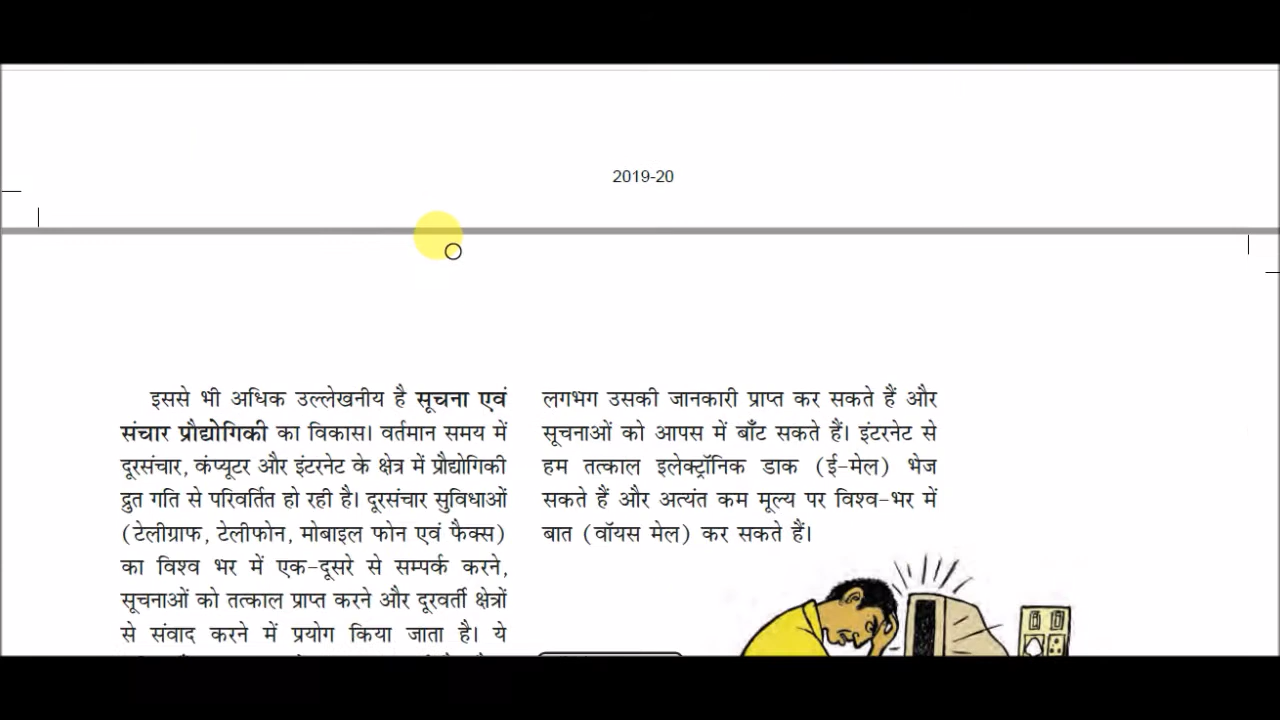 2019-20
इससे भी अधिक उल्लेखनीय है सूचना एवं
संचार प्रौद्योगिकी का विकास। वर्तमान समय में
दूरसंचार, कंप्यूटर और इंटरनेट के क्षेत्र में प्रौद्योगिकी
द्रुत गति से परिवर्तित हो रही है। दूरसंचार सुविधाओं
(टेलीग्राफ, टेलीफोन, मोबाइल फोन एवं फैक्स)
का विश्व भर में एक-दूसरे से सम्पर्क करने,
सूचनाओं को तत्काल प्राप्त करने और दूरवर्ती क्षेत्रों
से संवाद करने में प्रयोग किया जाता है। ये
लगभग उसकी जानकारी प्राप्त कर सकते हैं और
सूचनाओं को आपस में बाँट सकते हैं। इंटरनेट से
हम तत्काल इलेक्ट्रॉनिक डाक (ई-मेल) भेज
सकते हैं और अत्यंत कम मूल्य पर विश्व-भर में
बात (वॉयस मेल) कर सकते हैं।